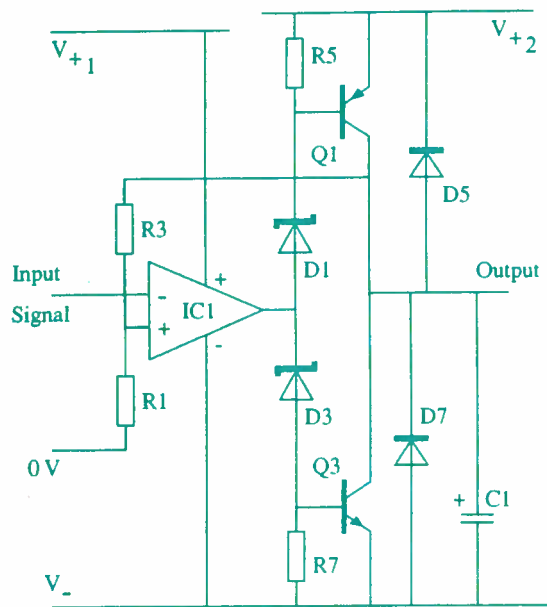 V+1
V+2
R5
Q1
D5
R3
D1
Input
Signal
Output
-
+
IC1
+
-
R1
D3
D7
0V
Q3
+
C1
R7
V-